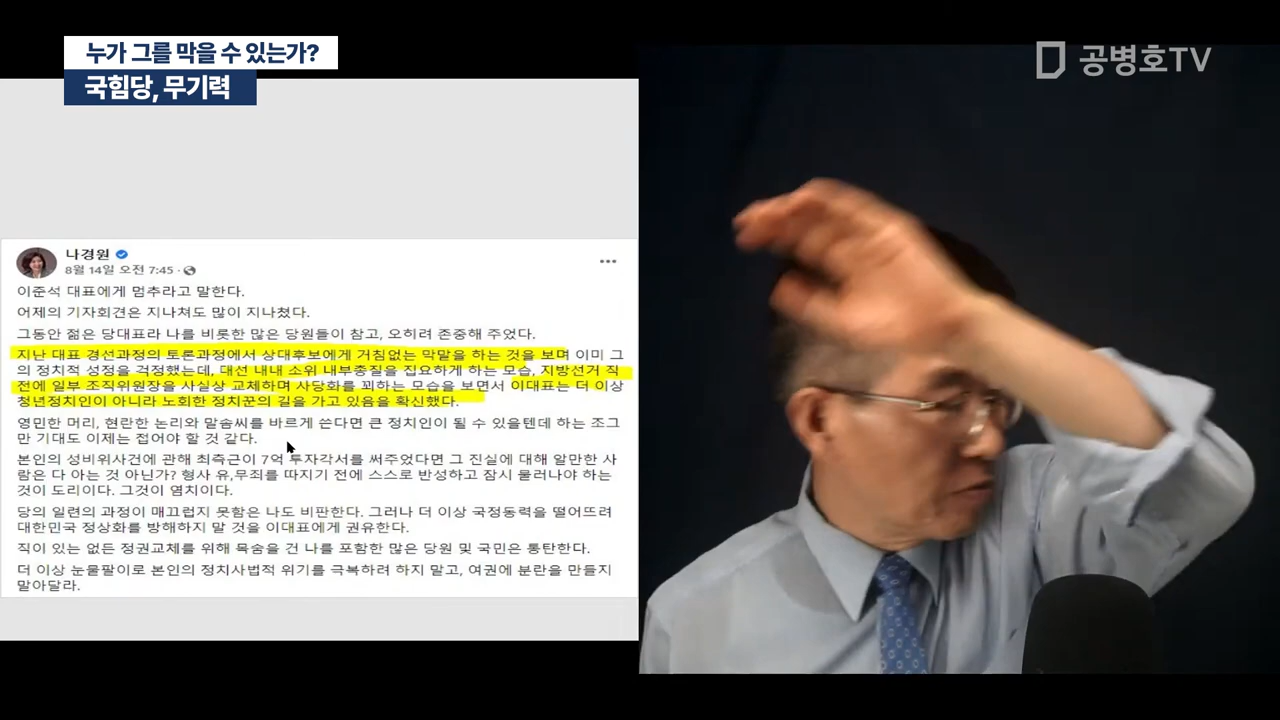 누가 그를 막을 수 있는가?
국힘당, 무기력
공병호TV
나경원
8월 14일 오전 7:45 ·
이준석 대표에게 멈추라고 말한다.
어제의 기자회견은 지나쳐도 많이 지나쳤다.
그동안 젊은 당대표라 나를 비롯한 많은 당원들이 참고, 오히려 존중해 주었다.
지난 대표 경선과정의 토론과정에서 상대후보에게 거침없는 막말을 하는 것을 보며 이미 그
의 정치적 성정을 걱정했는데, 대선 내내 소위 내부총질을 집요하게 하는 모습, 지방선거 직
전에 일부 조직위원장을 사실상 교체하며 사당화를 꾀하는 모습을 보면서 이대표는 더 이상
청년정치인이 아니라 노회한 정치꾼의 길을 가고 있음을 확신했다.
영민한 머리, 현란한 논리와 말솜씨를 바르게 쓴다면 큰 정치인이 될 수 있을텐데 하는 조그
만 기대도 이제는 접어야 할 것 같다.
본인의 성비위사건에 관해 최측근이 7억 투자각서를 써주었다면 그 진실에 대해 알만한 사
람은 다 아는 것 아닌가? 형사 유,무죄를 따지기 전에 스스로 반성하고 잠시 물러나야 하는
것이 도리이다. 그것이 염치이다.
당의 일련의 과정이 매끄럽지 못함은 나도 비판한다. 그러나 더 이상 국정동력을 떨어뜨려
대한민국 정상화를 방해하지 말 것을 이대표에게 권유한다.
직이 있는 없든 정권교체를 위해 목숨을 건 나를 포함한 많은 당원 및 국민은 통탄한다.
더 이상 눈물팔이로 본인의 정치사법적 위기를 극복하려 하지 말고, 여권에 분란을 만들지
말아달라.